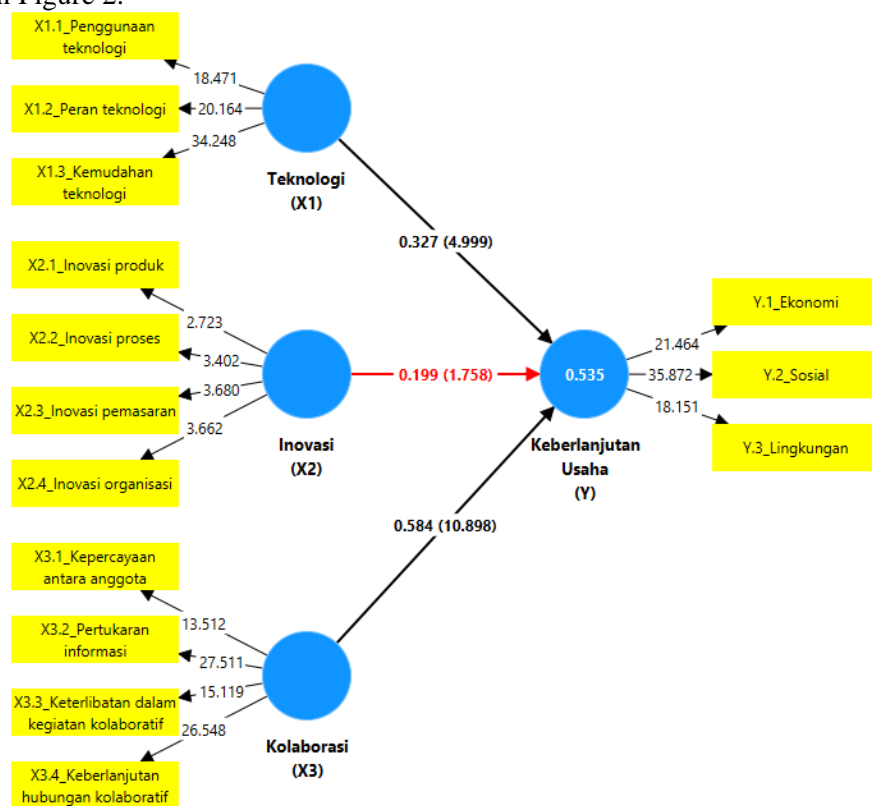 n Figure 2.
X1.1_Penggunaan
teknologi
18.471
X1.2_Peran teknologi
20.164
34.248
X1.3_Kemudahan
teknologi
Teknologi
(X1)
0.327 (4.999)
X2.1_Inovasi produk
2.723
X2.2_Inovasi proses
3.402
X2.3_Inovasi pemasaran
3.680
3.662
X2.4_Inovasi organisasi
Inovasi
(X2)
0.199 (1.758)
0.535
Keberlanjutan
Usaha
(Y)
21.464
Y.1_Ekonomi
35.872
Y.2_Sosial
18.151
Y.3_Lingkungan
0.584 (10.898)
X3.1_Kepercayaan
antara anggota
13.512
X3.2_Pertukaran
informasi
27.511
X3.3_Keterlibatan dalam
kegiatan kolaboratif
15.119
26.548
X3.4_Keberlanjutan
hubungan kolaboratif
Kolaborasi
(X3)